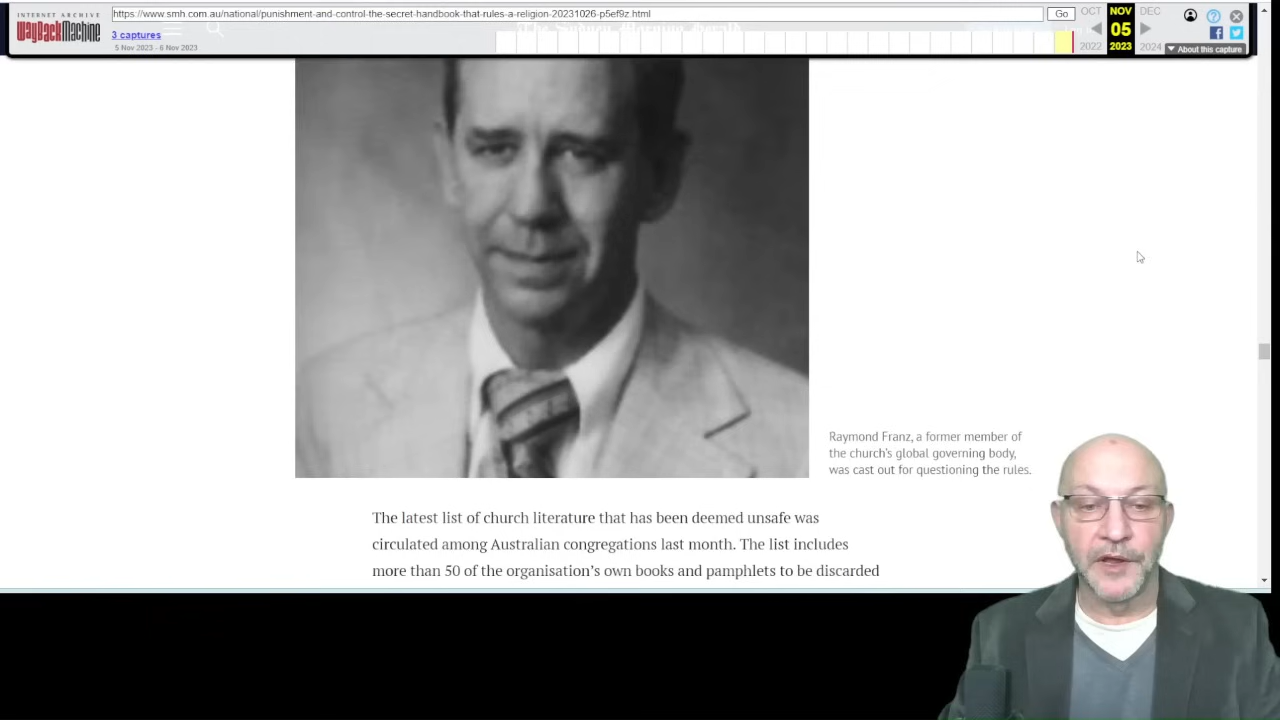 INTERNET ARCHIVE
WayBackMachine
https://www.smh.com.au/national/punishment-and-control-the-secret-handbook-that-rules-a-religion-20231026-p5ef9z.html
Go
OCT
NOV
DEC
3 captures
5 Nov 2023 - 6 Nov 2023
05
2022
2023
2024
?
f
▼ About this capture
The Sydney Morning Herald
Raymond Franz, a former member of
the church's global governing body,
was cast out for questioning the rules.
The latest list of church literature that has been deemed unsafe was
circulated among Australian congregations last month. The list includes
more than 50 of the organisation's own books and pamphlets to be discarded